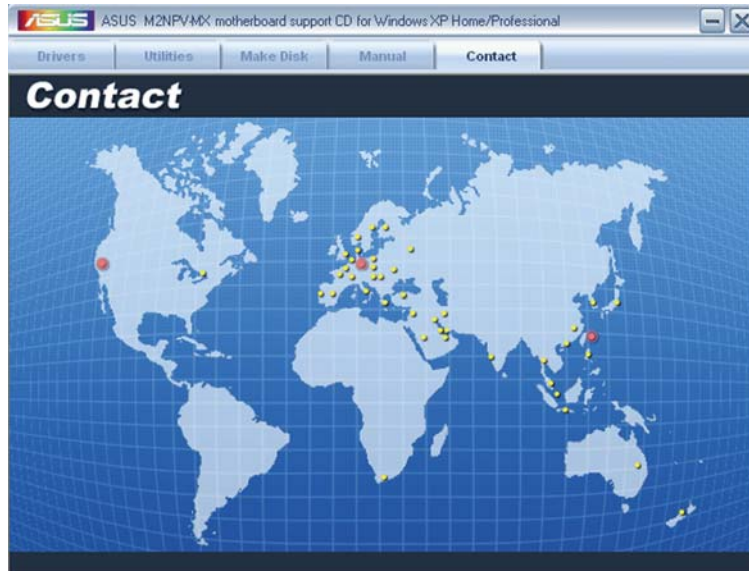 ASUS ASUS M2NPV-MX motherboard support CD for Windows XP Home/Professional
Drivers Utilities Make Disk Manual Contact
Contact